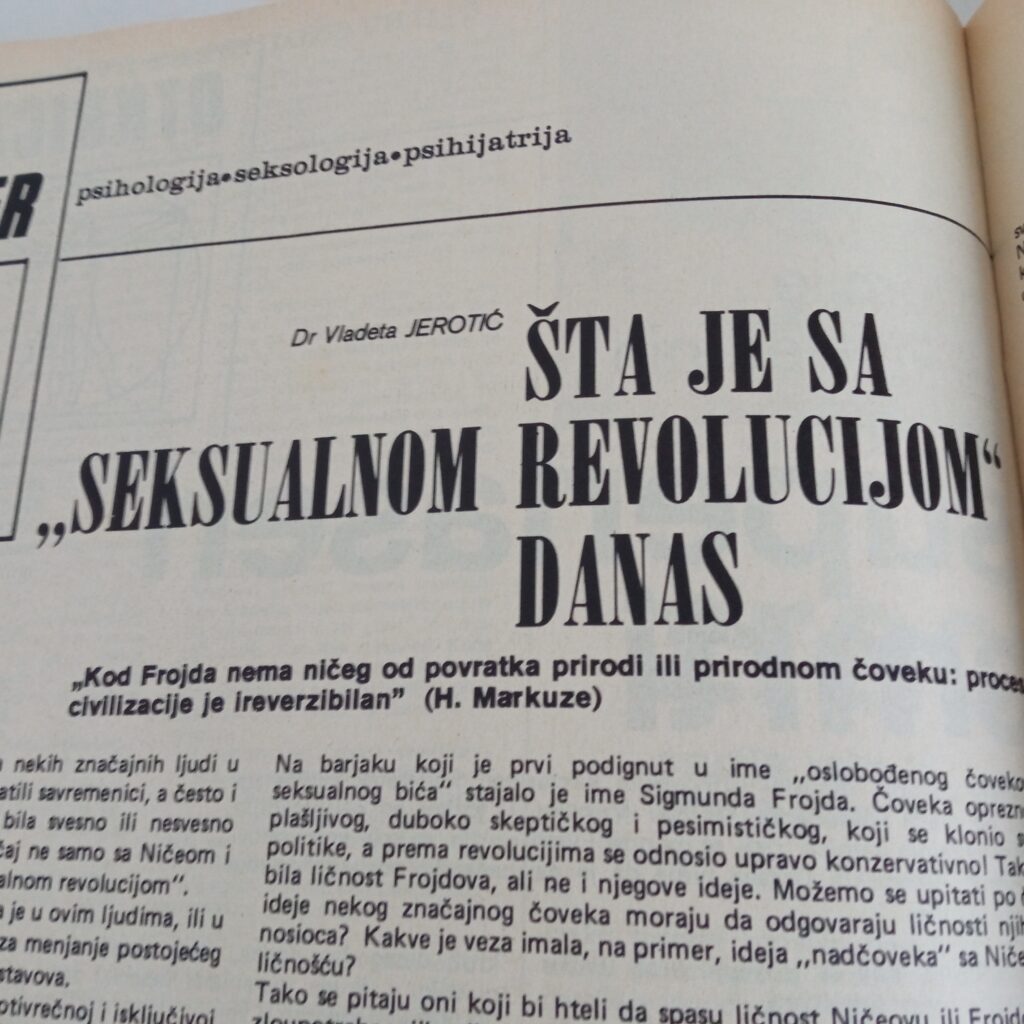 ER
psihologija•seksologija•psihijatrija
Dr Vladeta JEROTIĆ
ŠTA JE SA
„SEKSUALNOM REVOLUCIJOM“
DANAS
„Kod Frojda nema ničeg od povratka prirodi ili prirodnom čoveku: proces
civilizacije je ireverzibilan” (H. Markuze)
nekih značajnih ljudi u
atili savremenici, a često i
bila svesno ili nesvesno
čaj ne samo sa Ničeom i
alnom revolucijom“.
je u ovim ljudima, ili u
za menjanje postojećeg
stavova.
otivrečnoj i isključivoj
Na barjaku koji je prvi podignut u ime „oslobođenog čoveko
seksualnog bića“ stajalo je ime Sigmunda Frojda. Čoveka oprezno
plašljivog, duboko skeptičkog i pesimističkog, koji se klonio s
politike, a prema revolucijima se odnosio upravo konzervativno! Tak
bila ličnost Frojdova, ali ne i njegove ideje. Možemo se upitati po
ideje nekog značajnog čoveka moraju da odgovaraju ličnosti njih
nosioca? Kakve je veza imala, na primer, ideja „nadčoveka“ sa Niče
ličnošću?
Tako se pitaju oni koji bi hteli da spasu ličnost Ničeovu ili Frojdo